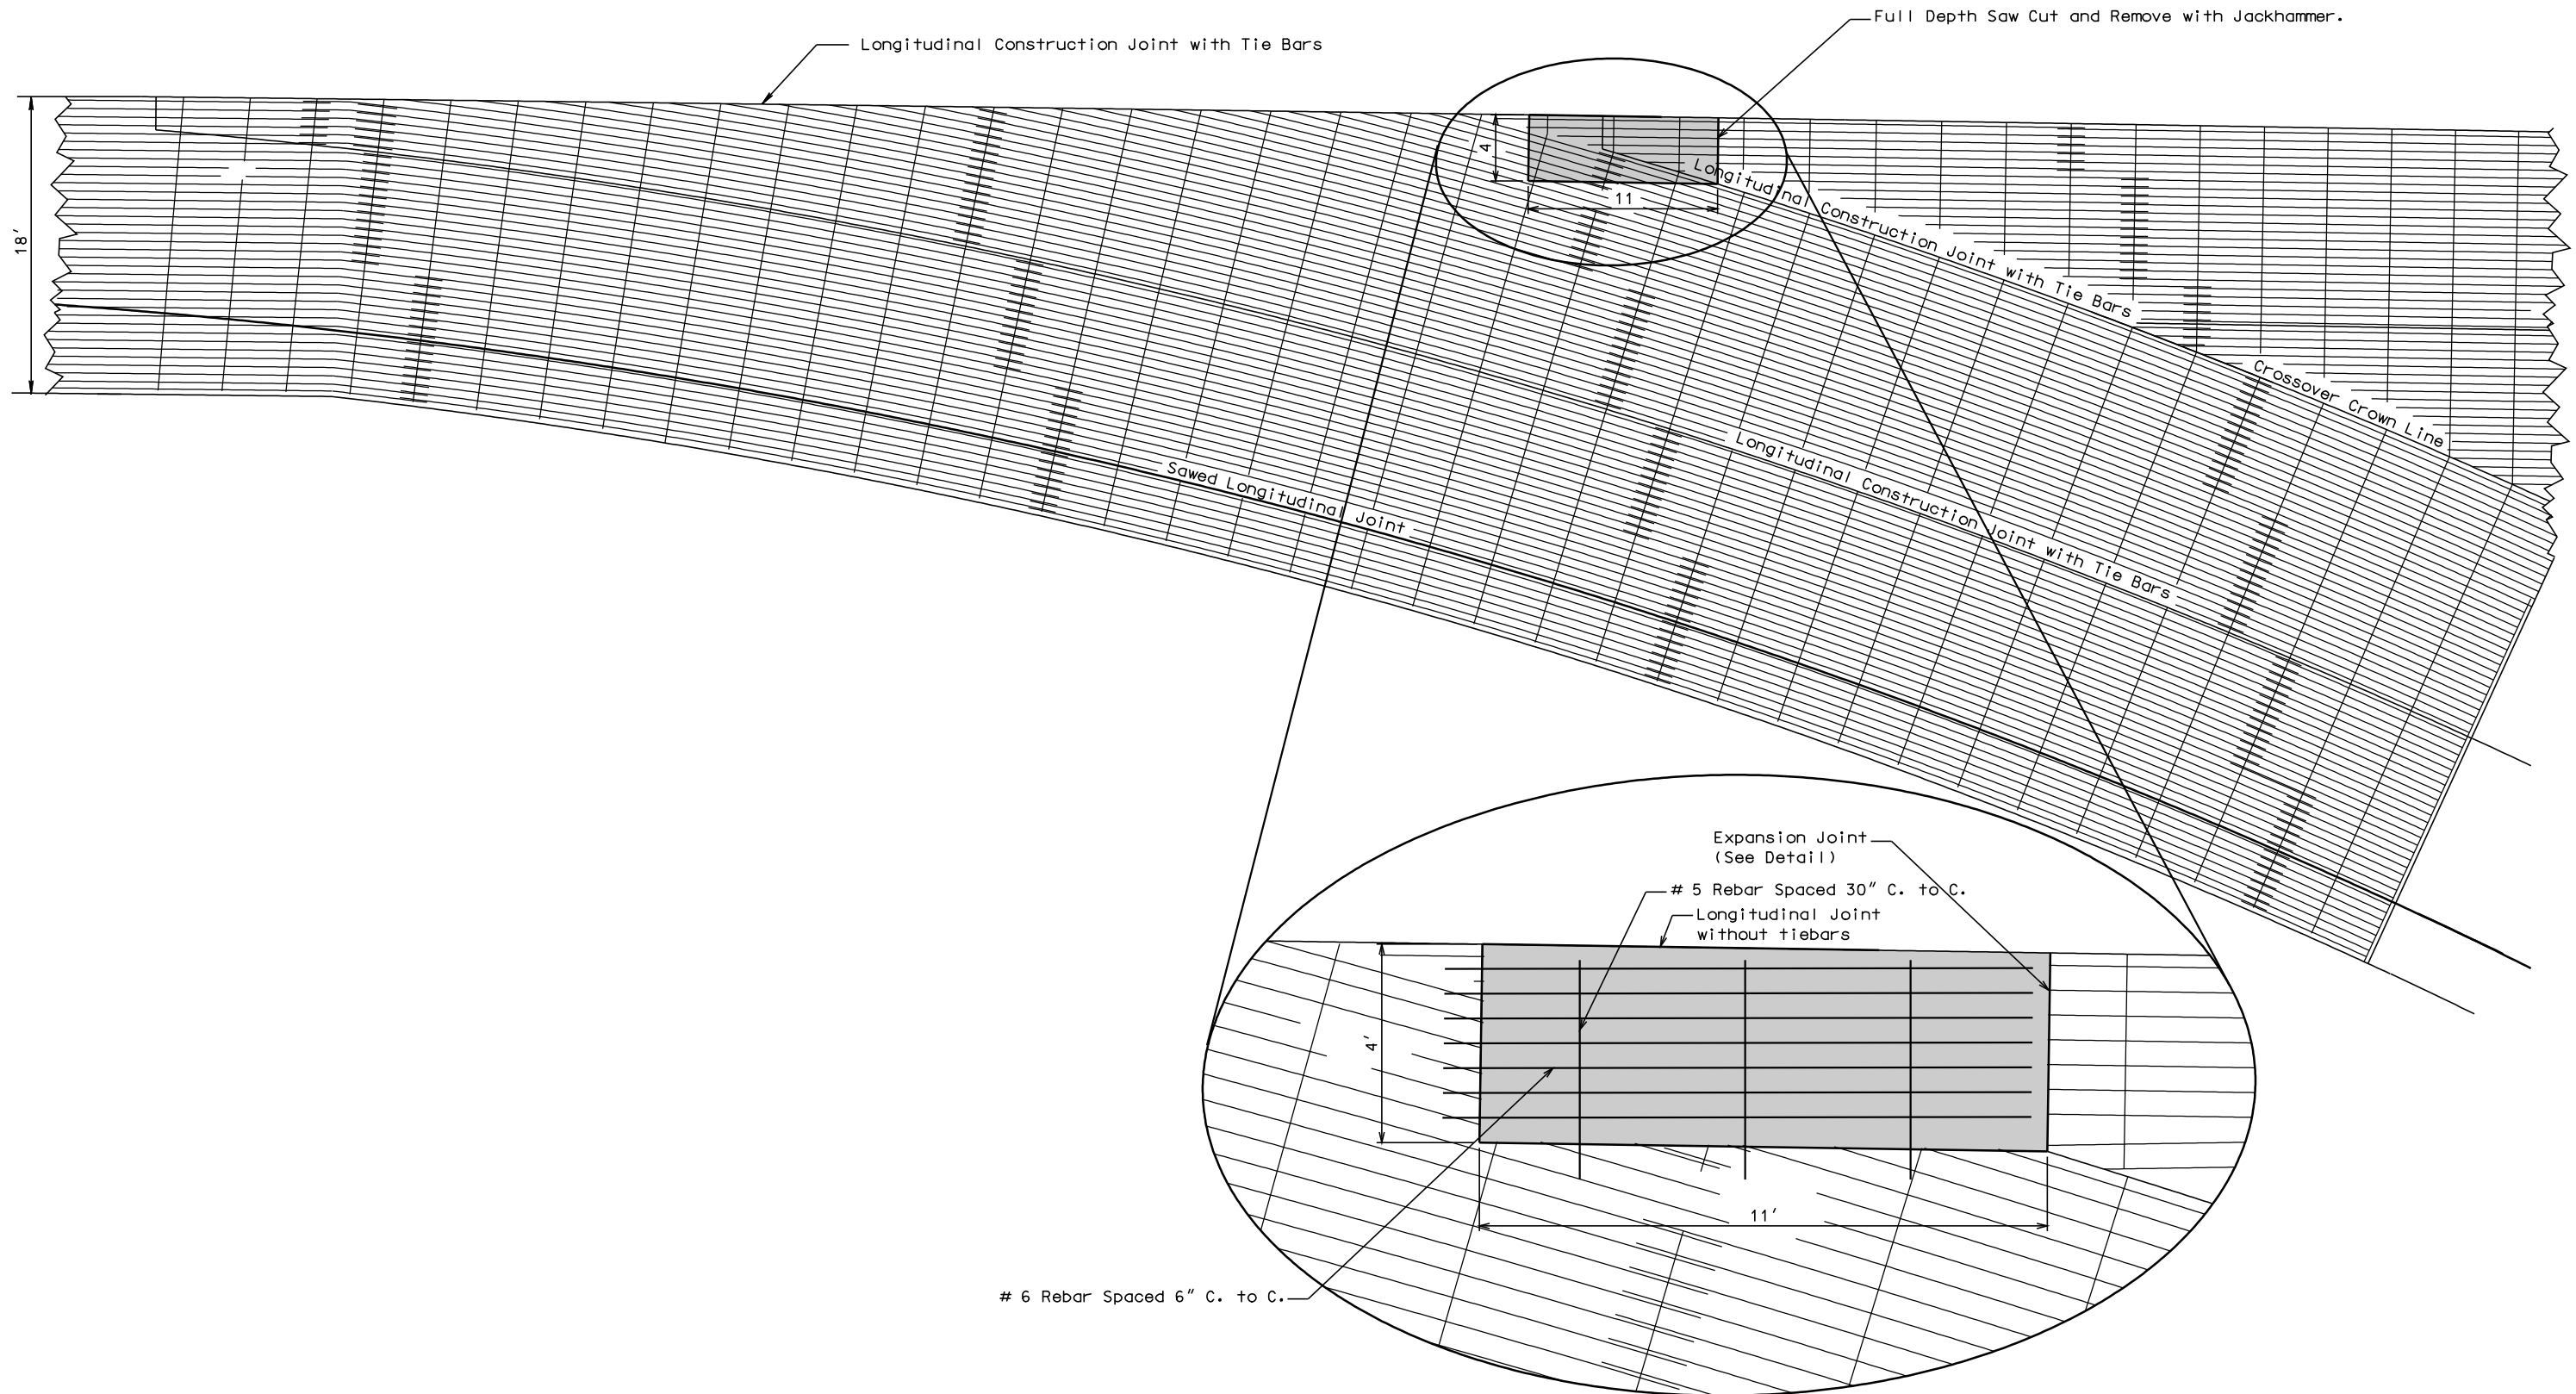 Full Depth Saw Cut and Remove with Jackhammer.
Longitudinal Construction Joint with Tie Bars
18'
4
11
Longitudinal Construction Joint with Tie Bars
Crossover Crown Line
Longitudinal Construction Joint with Tie Bars
Sawed Longitudinal Joint
Expansion Joint
(See Detail)
# 5 Rebar Spaced 30" C. to C.
Longitudinal Joint
without tiebars
4'
11'
# 6 Rebar Spaced 6" C. to C.